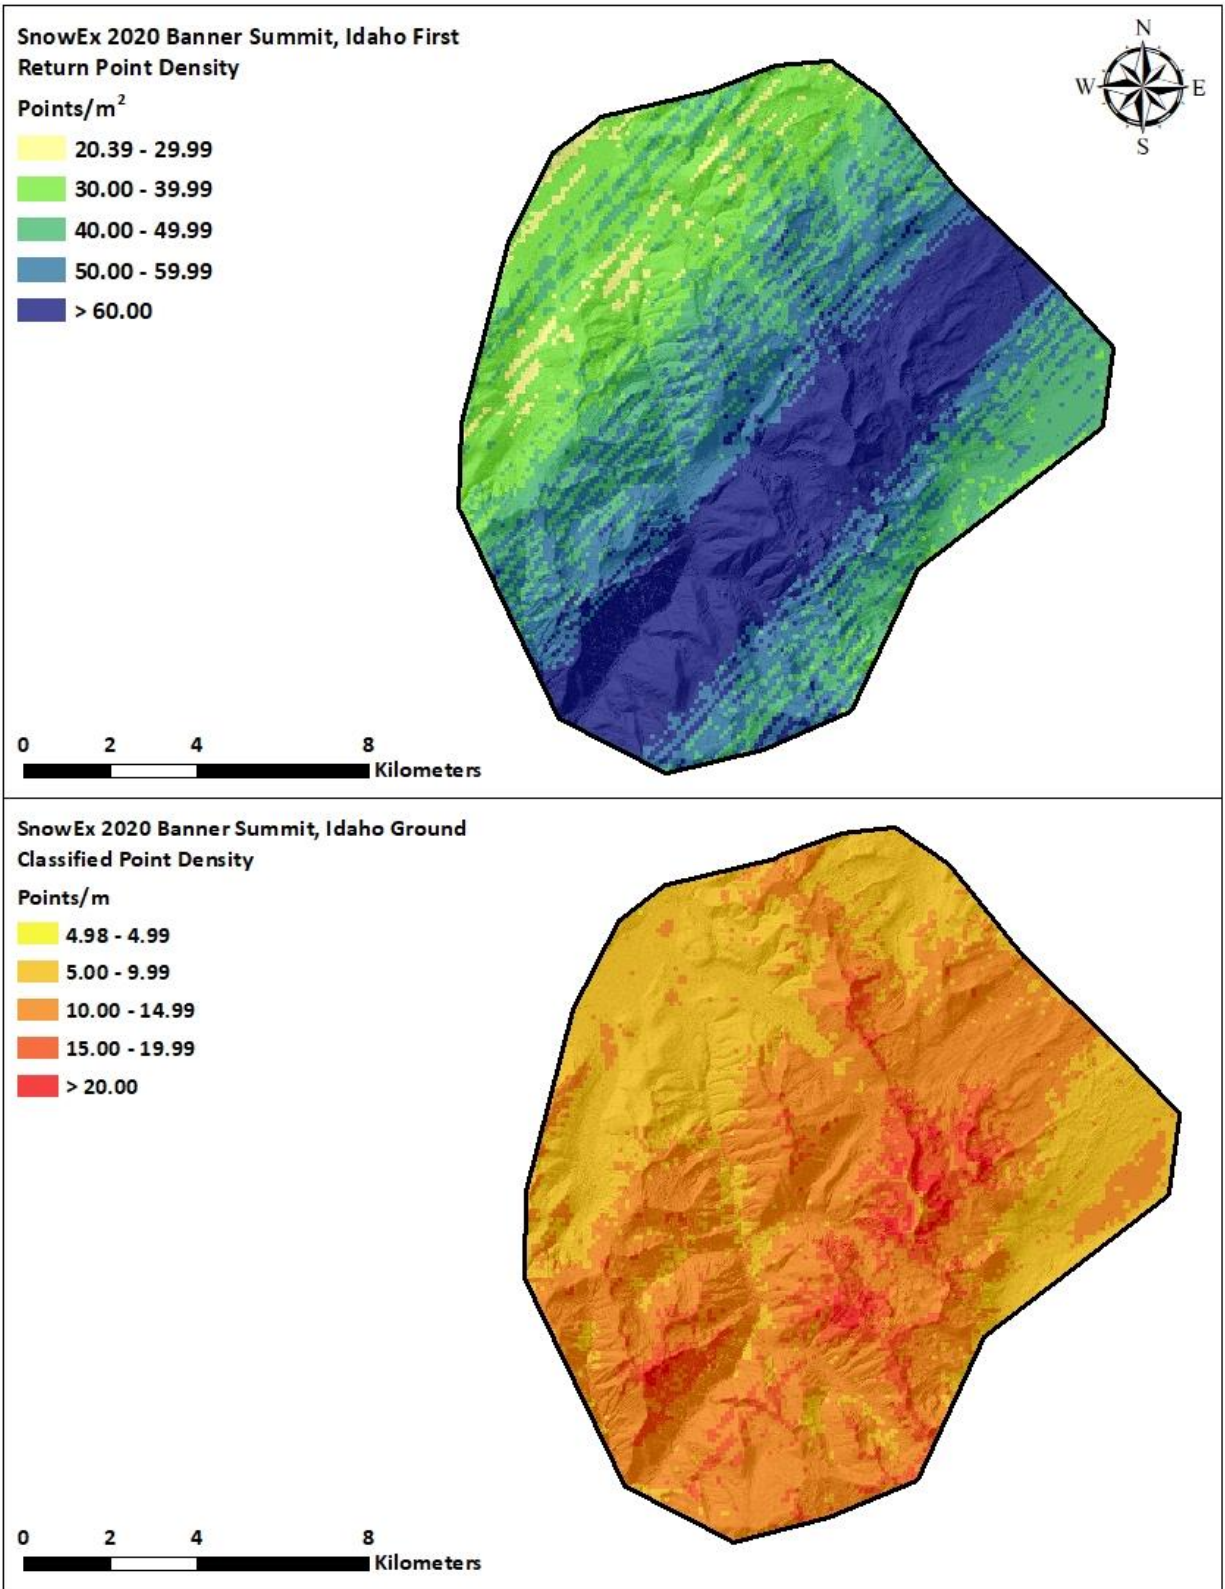 SnowEx 2020 Banner Summit, Idaho First
Return Point Density
Points/m²
20.39 - 29.99
30.00 - 39.99
40.00 - 49.99
50.00 - 59.99
> 60.00
N
W E
S
0 2 4 8
Kilometers
SnowEx 2020 Banner Summit, Idaho Ground
Classified Point Density
Points/m
4.98 - 4.99
5.00 - 9.99
10.00 - 14.99
15.00 - 19.99
> 20.00
0 2 4 8
Kilometers